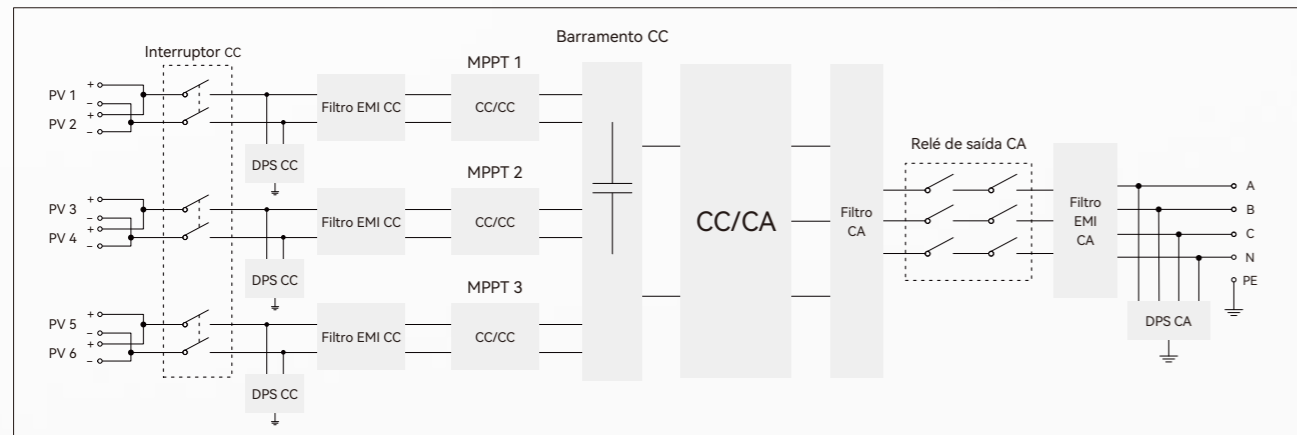 Barramento CC
Interruptor CC
MPPT 1
PV 1
+
–
+
PV 2
–
Filtro EMI CC
CC/CC
DPS CC
MPPT 2
PV 3
+
–
+
PV 4
–
Filtro EMI CC
CC/CC
DPS CC
MPPT 3
PV 5
+
–
+
PV 6
–
Filtro EMI CC
CC/CC
DPS CC
CC/CA
Filtro
CA
Relé de saída CA
Filtro
EMI
CA
A
B
C
N
PE
DPS CA